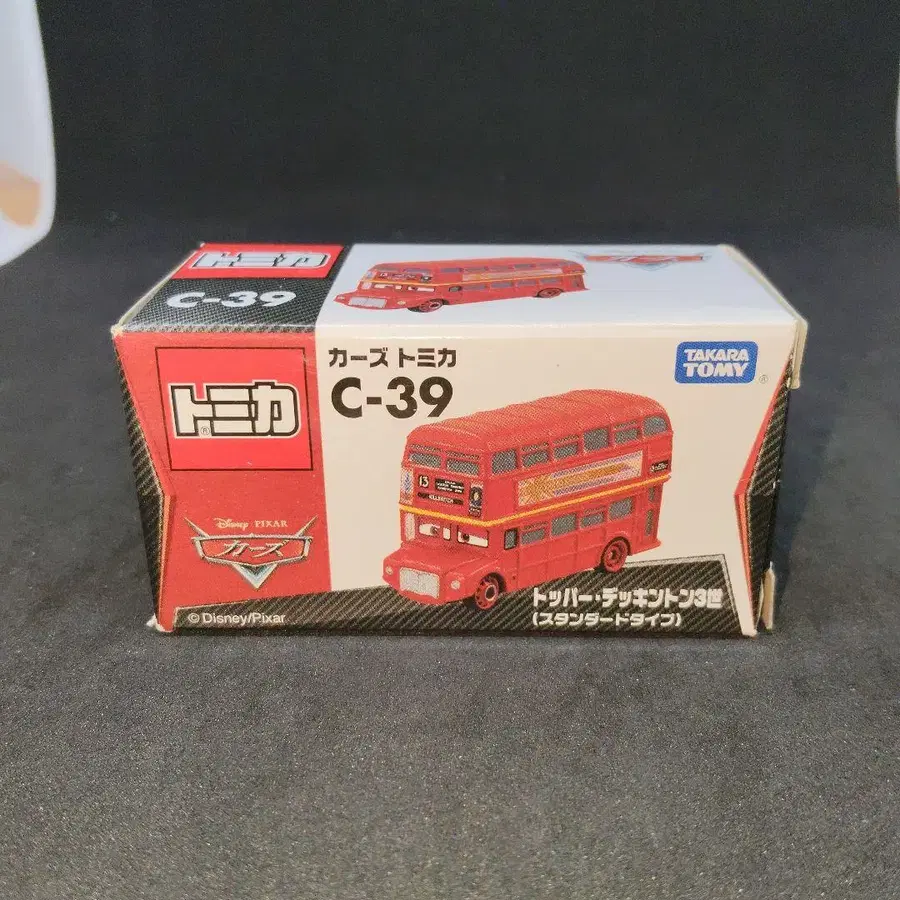 トミカ
C-39
カーズ トミカ
C-39
TAKARA
TOMY
トミカ
13
Disney PIXAR
カーズ
トッパー・デッキントン3世
(スタンダードタイプ)
©Disney/Pixar